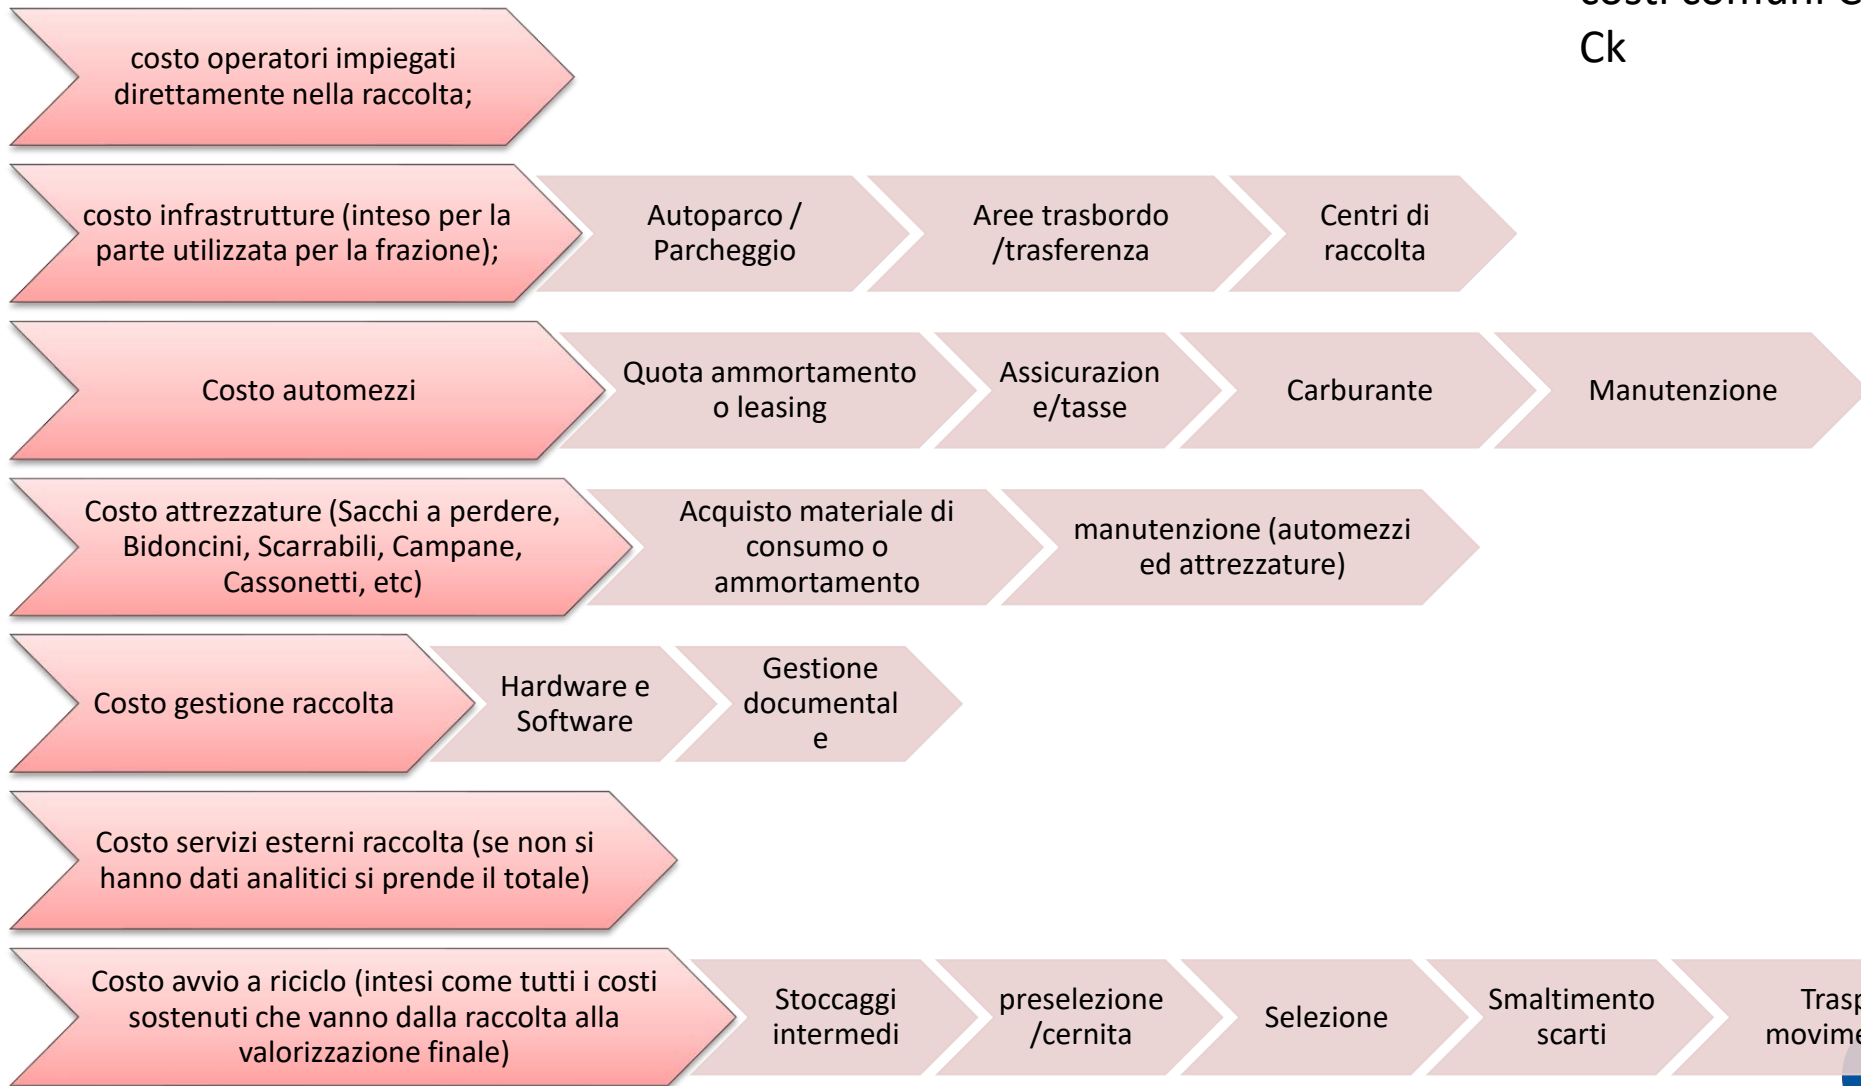 Ck
costo operatori impiegati
direttamente nella raccolta;
costo infrastrutture (inteso per la
parte utilizzata per la frazione);
Autoparco /
Parcheggio
Aree trasbordo
/trasferenza
Centri di
raccolta
Costo automezzi
Quota ammortamento
o leasing
Assicurazion
e/tasse
Carburante
Manutenzione
Costo attrezzature (Sacchi a perdere,
Bidoncini, Scarrabili, Campane,
Cassonetti, etc)
Acquisto materiale di
consumo o
ammortamento
manutenzione (automezzi
ed attrezzature)
Costo gestione raccolta
Hardware e
Software
Gestione
documental
e
Costo servizi esterni raccolta (se non si
hanno dati analitici si prende il totale)
Costo avvio a riciclo (intesi come tutti i costi
sostenuti che vanno dalla raccolta alla
valorizzazione finale)
Stoccaggi
intermedi
preselezione
/cernita
Selezione
Smaltimento
scarti